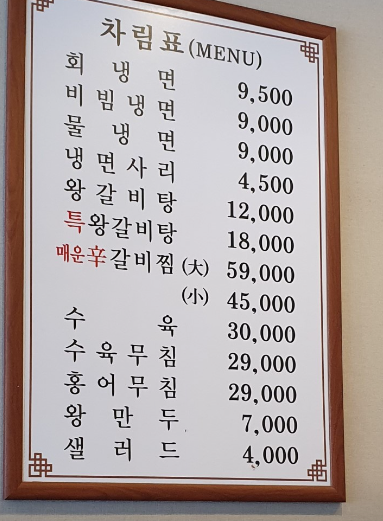 차림표(MENU)
회 냉 면 9,500
비 빔 냉 면 9,000
물 냉 면 9,000
냉 면 사 리 4,500
왕 갈 비 탕 12,000
특왕갈비탕 18,000
매운辛갈비찜 (大) 59,000
(小) 45,000
수 육 30,000
수 육 무 침 29,000
홍 어 무 침 29,000
왕 만 두 7,000
샐 러 드 4,000